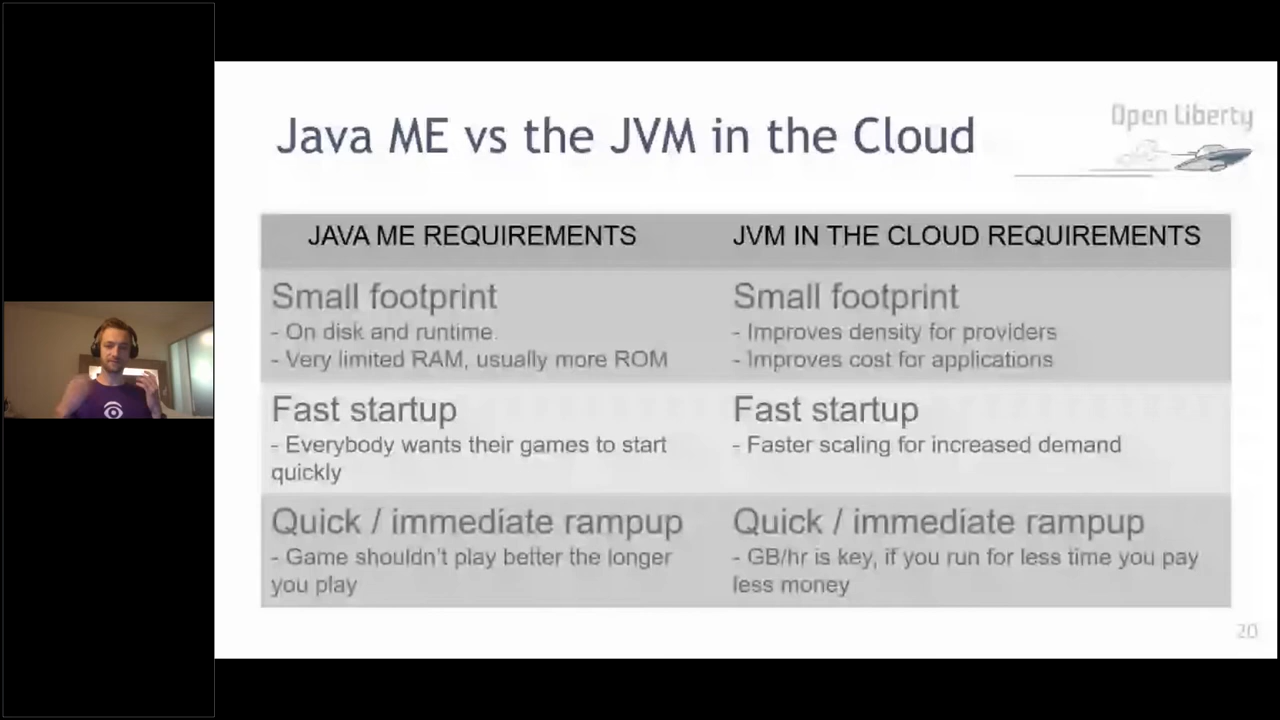 Java ME vs the JVM in the Cloud
Open Liberty
JAVA ME REQUIREMENTS
JVM IN THE CLOUD REQUIREMENTS
Small footprint
- On disk and runtime.
- Very limited RAM, usually more ROM
Small footprint
- Improves density for providers
- Improves cost for applications
Fast startup
- Everybody wants their games to start
quickly
Fast startup
- Faster scaling for increased demand
Quick / immediate rampup
- Game shouldn't play better the longer
you play
Quick / immediate rampup
- GB/hr is key, if you run for less time you pay
less money
20